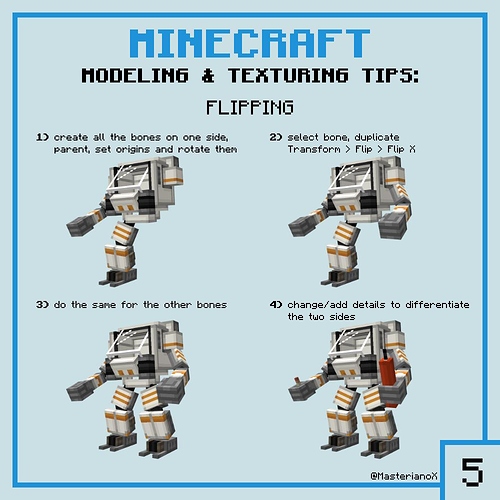 MINECRAFT
MODELING & TEXTURING TIPS:
FLIPPING
1) create all the bones on one side,
parent, set origins and rotate them
2) select bone, duplicate
Transform > Flip > Flip X
3) do the same for the other bones
4) change/add details to differentiate
the two sides
@MasterianoX
5